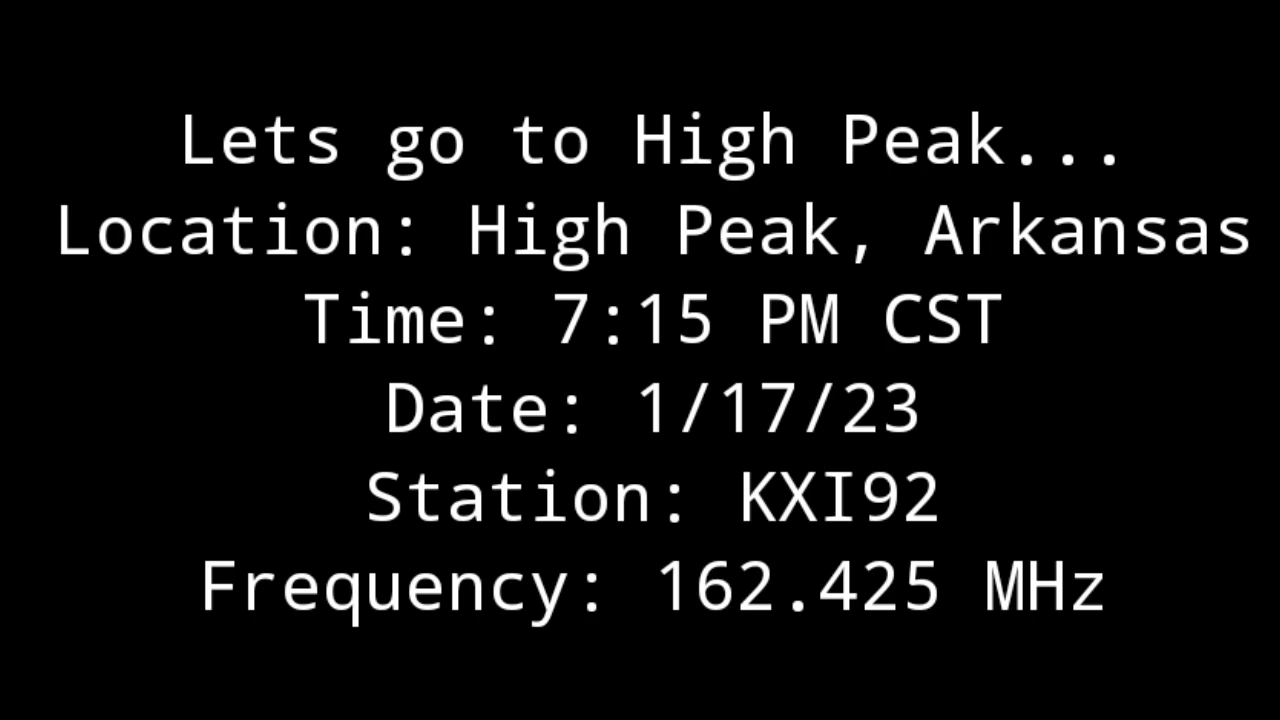 Lets go to High Peak...
Location: High Peak, Arkansas
Time: 7:15 PM CST
Date: 1/17/23
Station: KXI92
Frequency: 162.425 MHz